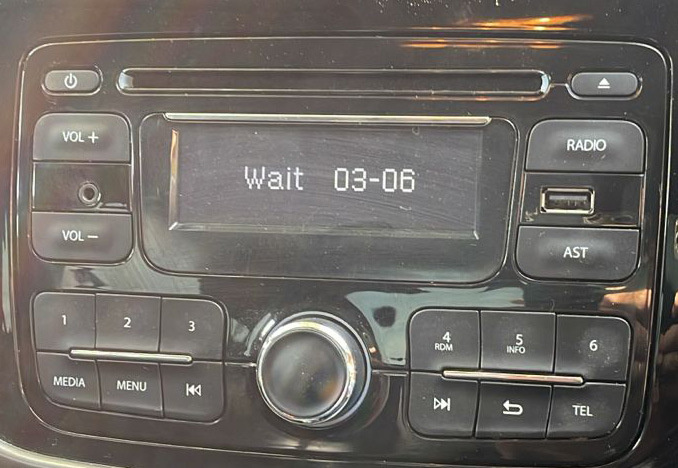 VOL +
RADIO
Wait 03-06
VOL −
AST
1
2
3
4
RDM
5
INFO
6
MEDIA
MENU
TEL